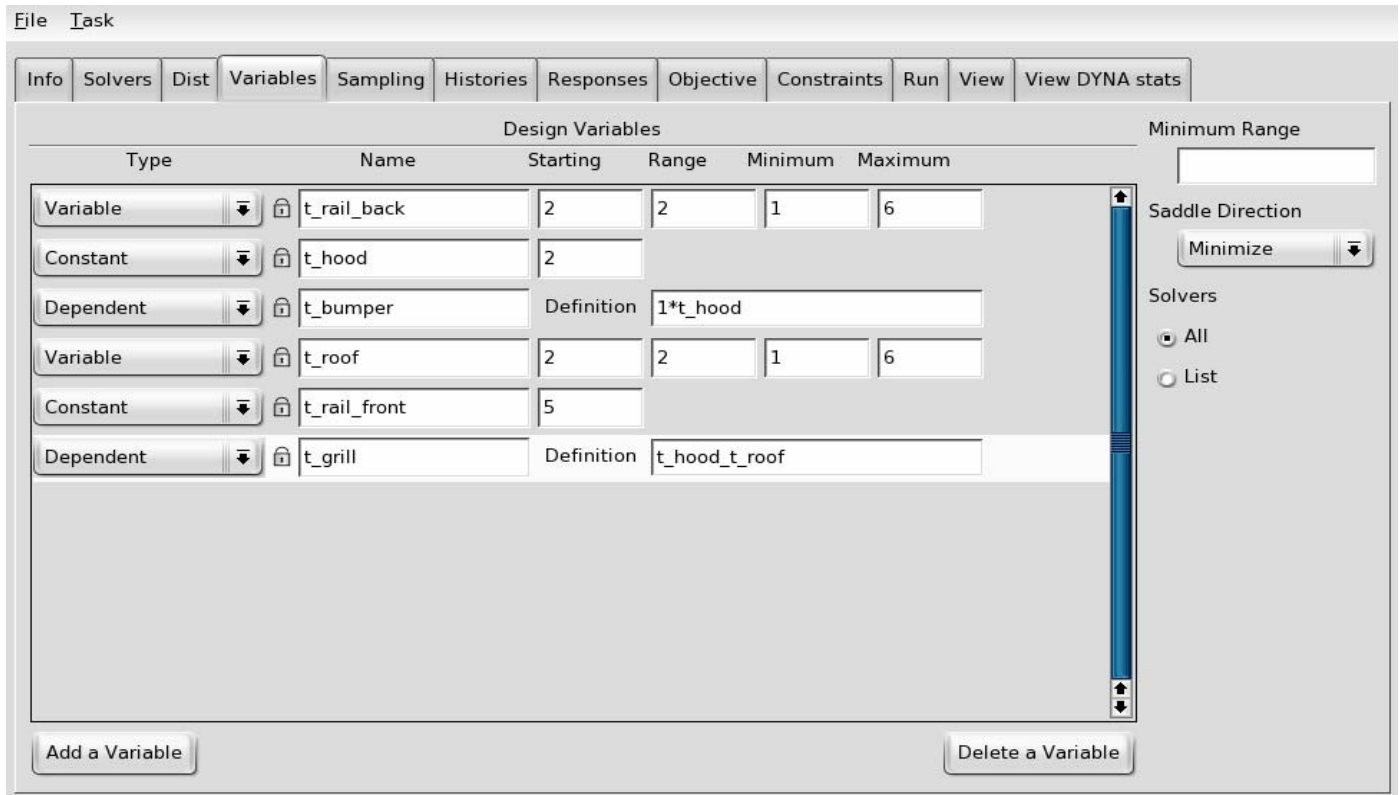 File Task
Info Solvers Dist Variables Sampling Histories Responses Objective Constraints Run View View DYNA stats
Design Variables
Type Name Starting Range Minimum Maximum
Variable t_rail_back 2 2 1 6
Constant t_hood 2
Dependent t_bumper Definition 1*t_hood
Variable t_roof 2 2 1 6
Constant t_rail_front 5
Dependent t_grill Definition t_hood_t_roof
Add a Variable Delete a Variable
Minimum Range
Saddle Direction
Minimize
Solvers
All
List